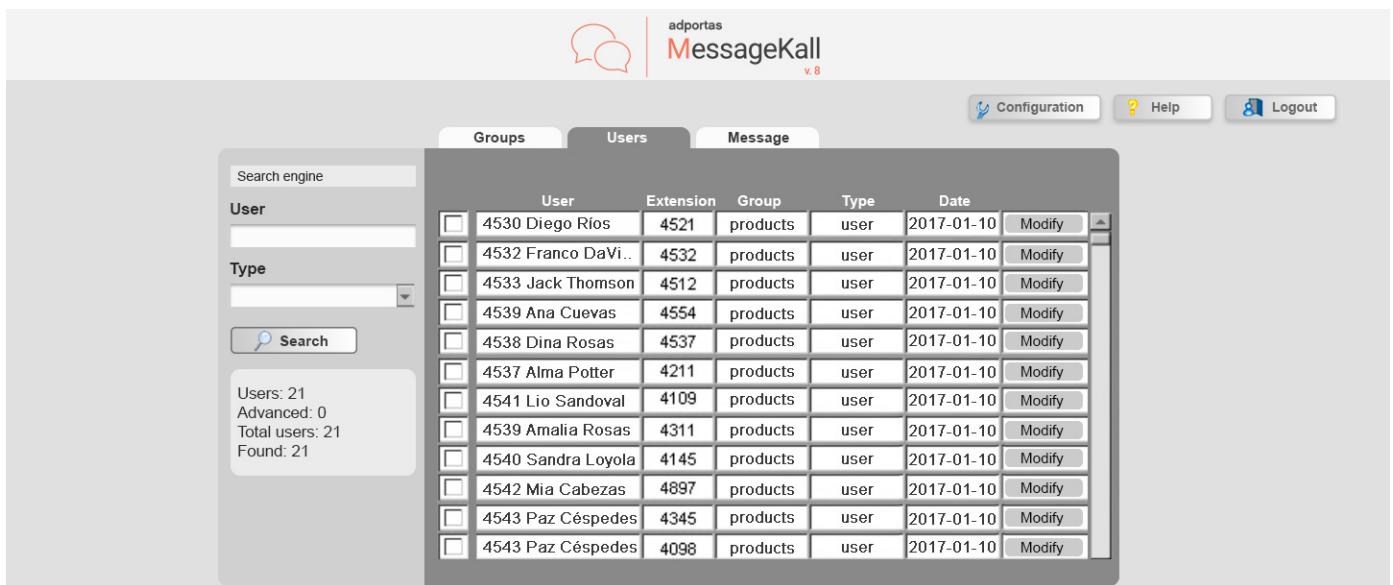 adportas
MessageKall
v. 8
Configuration
Help
Logout
Groups
Users
Message
Search engine
User
Type
Search
Users: 21
Advanced: 0
Total users: 21
Found: 21
User Extension Group Type Date
4530 Diego Ríos 4521 products user 2017-01-10 Modify
4532 Franco DaVi.. 4532 products user 2017-01-10 Modify
4533 Jack Thomson 4512 products user 2017-01-10 Modify
4539 Ana Cuevas 4554 products user 2017-01-10 Modify
4538 Dina Rosas 4537 products user 2017-01-10 Modify
4537 Alma Potter 4211 products user 2017-01-10 Modify
4541 Lio Sandoval 4109 products user 2017-01-10 Modify
4539 Amalia Rosas 4311 products user 2017-01-10 Modify
4540 Sandra Loyola 4145 products user 2017-01-10 Modify
4542 Mia Cabezas 4897 products user 2017-01-10 Modify
4543 Paz Céspedes 4345 products user 2017-01-10 Modify
4543 Paz Céspedes 4098 products user 2017-01-10 Modify